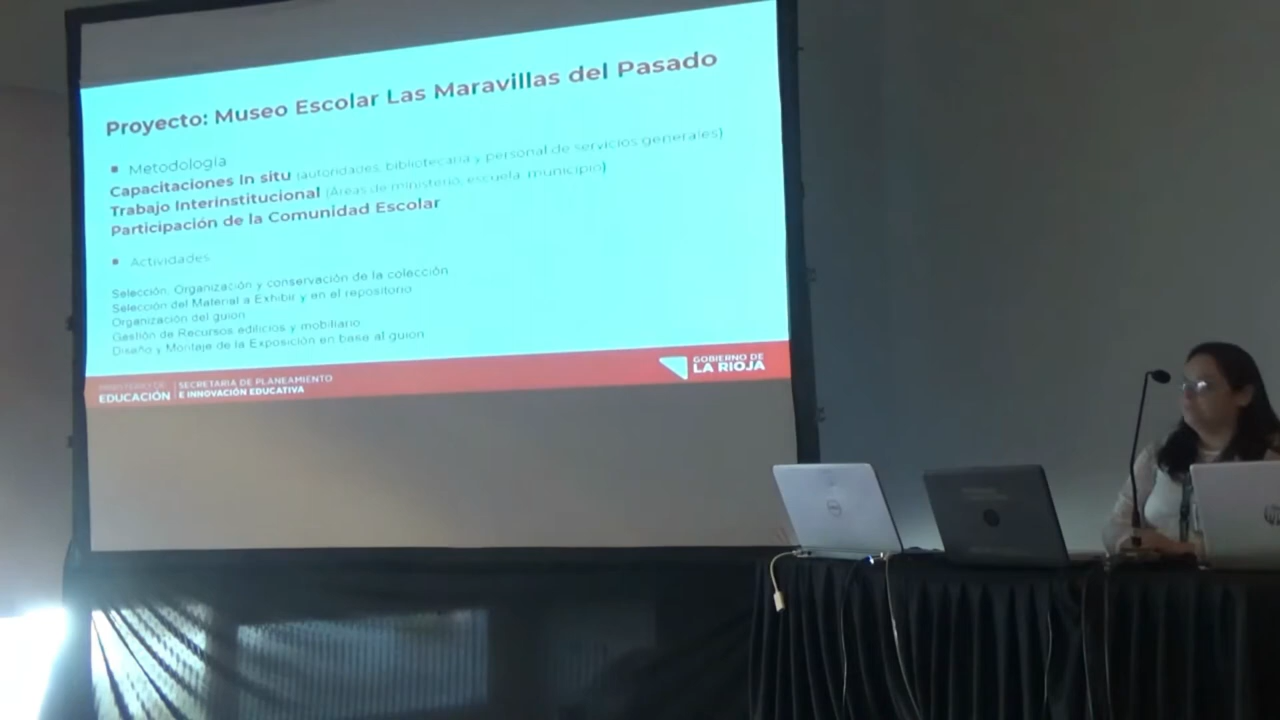 Proyecto: Museo Escolar Las Maravillas del Pasado
Metodología
Capacitaciones In situ (autoridades, bibliotecaria y personal de servicios generales)
Trabajo Interinstitucional (Áreas de ministerio, escuela, municipio)
Participación de la Comunidad Escolar
Actividades
Selección, Organización y conservación de la colección
Selección del Material a Exhibir y en el repositorio
Organización del guion
Gestión de Recursos edilicios y mobiliario
Diseño y Montaje de la Exposición en base al guion
MINISTERIO DE
EDUCACIÓN
SECRETARIA DE PLANEAMIENTO
E INNOVACIÓN EDUCATIVA
GOBIERNO DE
LA RIOJA
DELL
hp